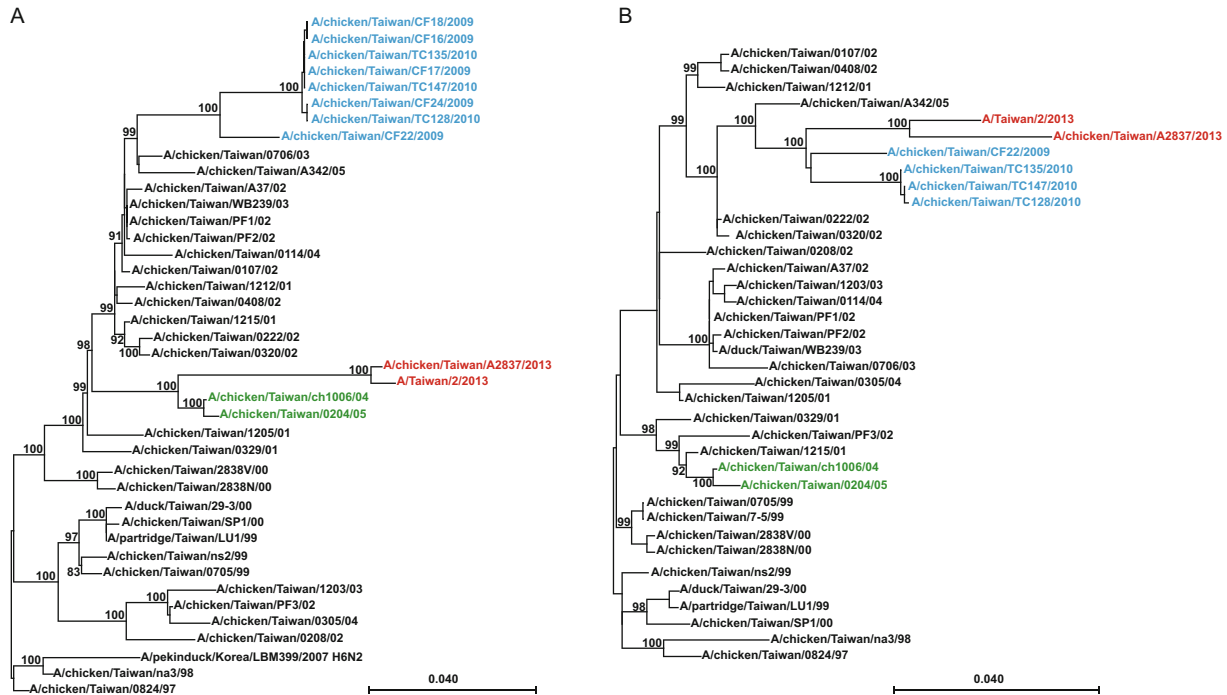 A
A/chicken/Taiwan/CF18/2009
A/chicken/Taiwan/CF16/2009
A/chicken/Taiwan/TC135/2010
A/chicken/Taiwan/CF17/2009
100
A/chicken/Taiwan/TC147/2010
100
A/chicken/Taiwan/CF24/2009
A/chicken/Taiwan/TC128/2010
99
A/chicken/Taiwan/CF22/2009
A/chicken/Taiwan/0706/03
A/chicken/Taiwan/A342/05
A/chicken/Taiwan/A37/02
A/chicken/Taiwan/WB239/03
A/chicken/Taiwan/PF1/02
91
A/chicken/Taiwan/PF2/02
A/chicken/Taiwan/0114/04
A/chicken/Taiwan/0107/02
A/chicken/Taiwan/1212/01
A/chicken/Taiwan/0408/02
99
A/chicken/Taiwan/1215/01
92
A/chicken/Taiwan/0222/02
100
A/chicken/Taiwan/0320/02
98
A/chicken/Taiwan/A2837/2013
100
A/Taiwan/2/2013
99
100
A/chicken/Taiwan/ch1006/04
100
A/chicken/Taiwan/0204/05
A/chicken/Taiwan/1205/01
100
A/chicken/Taiwan/0329/01
100
A/chicken/Taiwan/2838V/00
100
A/chicken/Taiwan/2838N/00
A/duck/Taiwan/29-3/00
100
A/chicken/Taiwan/SP1/00
97
A/partridge/Taiwan/LU1/99
A/chicken/Taiwan/ns2/99
83
A/chicken/Taiwan/0705/99
100
A/chicken/Taiwan/1203/03
100
A/chicken/Taiwan/PF3/02
100
A/chicken/Taiwan/0305/04
A/chicken/Taiwan/0208/02
A/pekinduck/Korea/LBM399/2007 H6N2
100
A/chicken/Taiwan/na3/98
A/chicken/Taiwan/0824/97
0.040
B
A/chicken/Taiwan/0107/02
99
A/chicken/Taiwan/0408/02
A/chicken/Taiwan/1212/01
A/chicken/Taiwan/A342/05
99
A/Taiwan/2/2013
100
A/chicken/Taiwan/A2837/2013
100
A/chicken/Taiwan/CF22/2009
100
A/chicken/Taiwan/TC135/2010
100
A/chicken/Taiwan/TC147/2010
A/chicken/Taiwan/TC128/2010
A/chicken/Taiwan/0222/02
A/chicken/Taiwan/0320/02
A/chicken/Taiwan/0208/02
A/chicken/Taiwan/A37/02
A/chicken/Taiwan/1203/03
A/chicken/Taiwan/0114/04
A/chicken/Taiwan/PF1/02
A/chicken/Taiwan/PF2/02
100
A/duck/Taiwan/WB239/03
A/chicken/Taiwan/0706/03
A/chicken/Taiwan/0305/04
A/chicken/Taiwan/1205/01
A/chicken/Taiwan/0329/01
98
A/chicken/Taiwan/PF3/02
99
A/chicken/Taiwan/1215/01
92
A/chicken/Taiwan/ch1006/04
100
A/chicken/Taiwan/0204/05
A/chicken/Taiwan/0705/99
A/chicken/Taiwan/7-5/99
99
A/chicken/Taiwan/2838V/00
A/chicken/Taiwan/2838N/00
A/chicken/Taiwan/ns2/99
A/duck/Taiwan/29-3/00
98
A/partridge/Taiwan/LU1/99
A/chicken/Taiwan/SP1/00
A/chicken/Taiwan/na3/98
100
A/chicken/Taiwan/0824/97
0.040